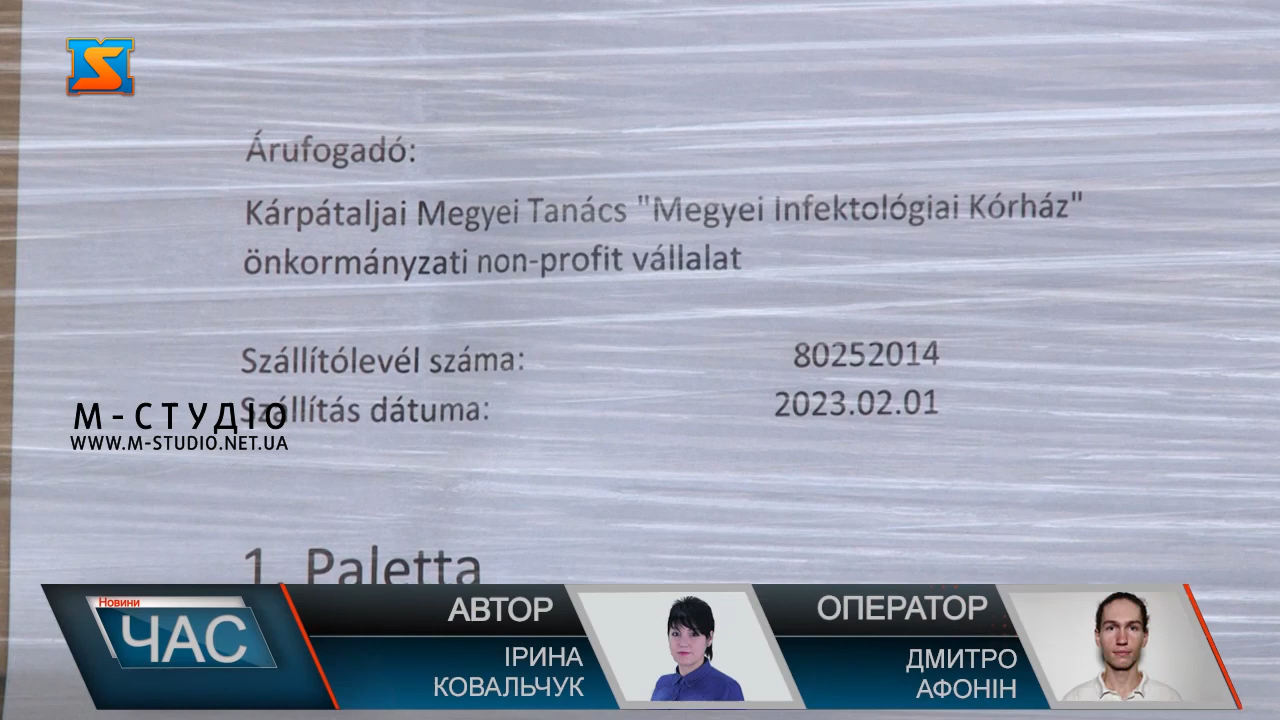 Árufogadó:
Kárpátaljai Megyei Tanács "Megyei Infektológiai Kórház"
önkormányzati non-profit vállalat
Szállítólevél száma: 80252014
Szállítás dátuma: 2023.02.01
М-СТУДІО
WWW.M-STUDIO.NET.UA
1. Paletta
Новини
ЧАС
АВТОР
ІРИНА
КОВАЛЬЧУК
ОПЕРАТОР
ДМИТРО
АФОНІН